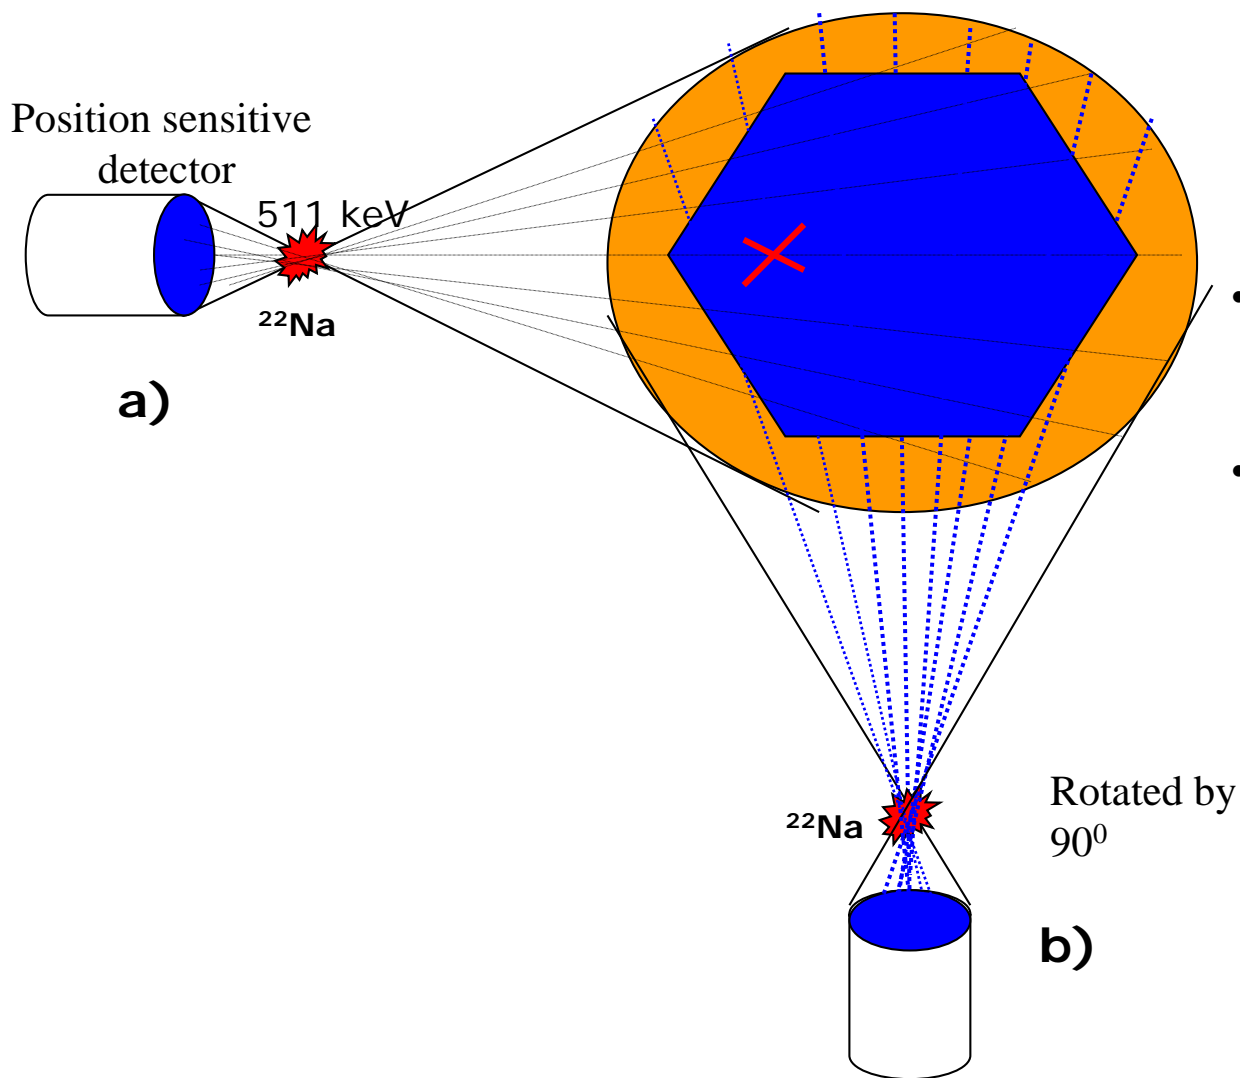 Position sensitive
detector
511 keV
²²Na
a)
•
•
²²Na
Rotated by
90⁰
b)